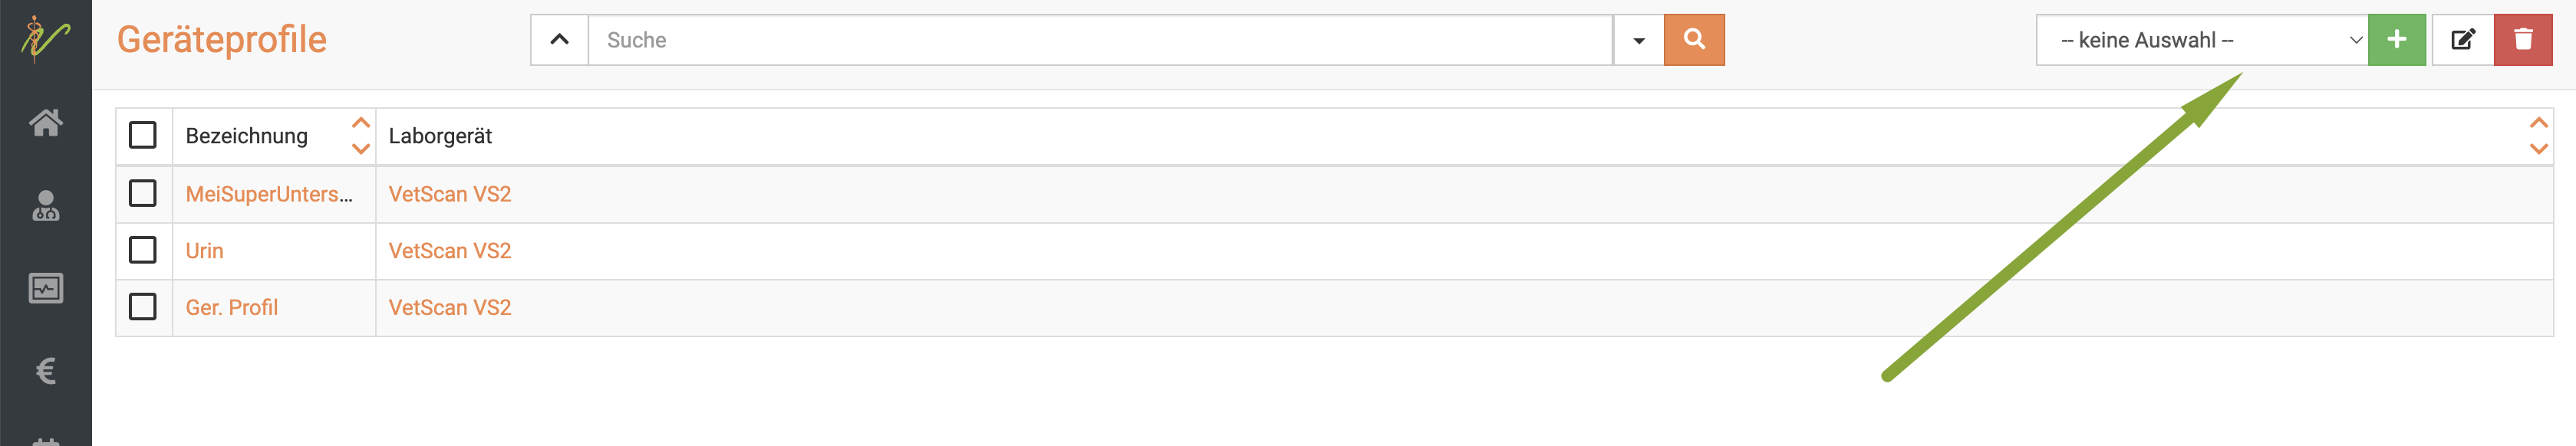 Geräteprofile
Suche
-- keine Auswahl --
Bezeichnung Laborgerät
MeiSuperUnters... VetScan VS2
Urin VetScan VS2
Ger. Profil VetScan VS2